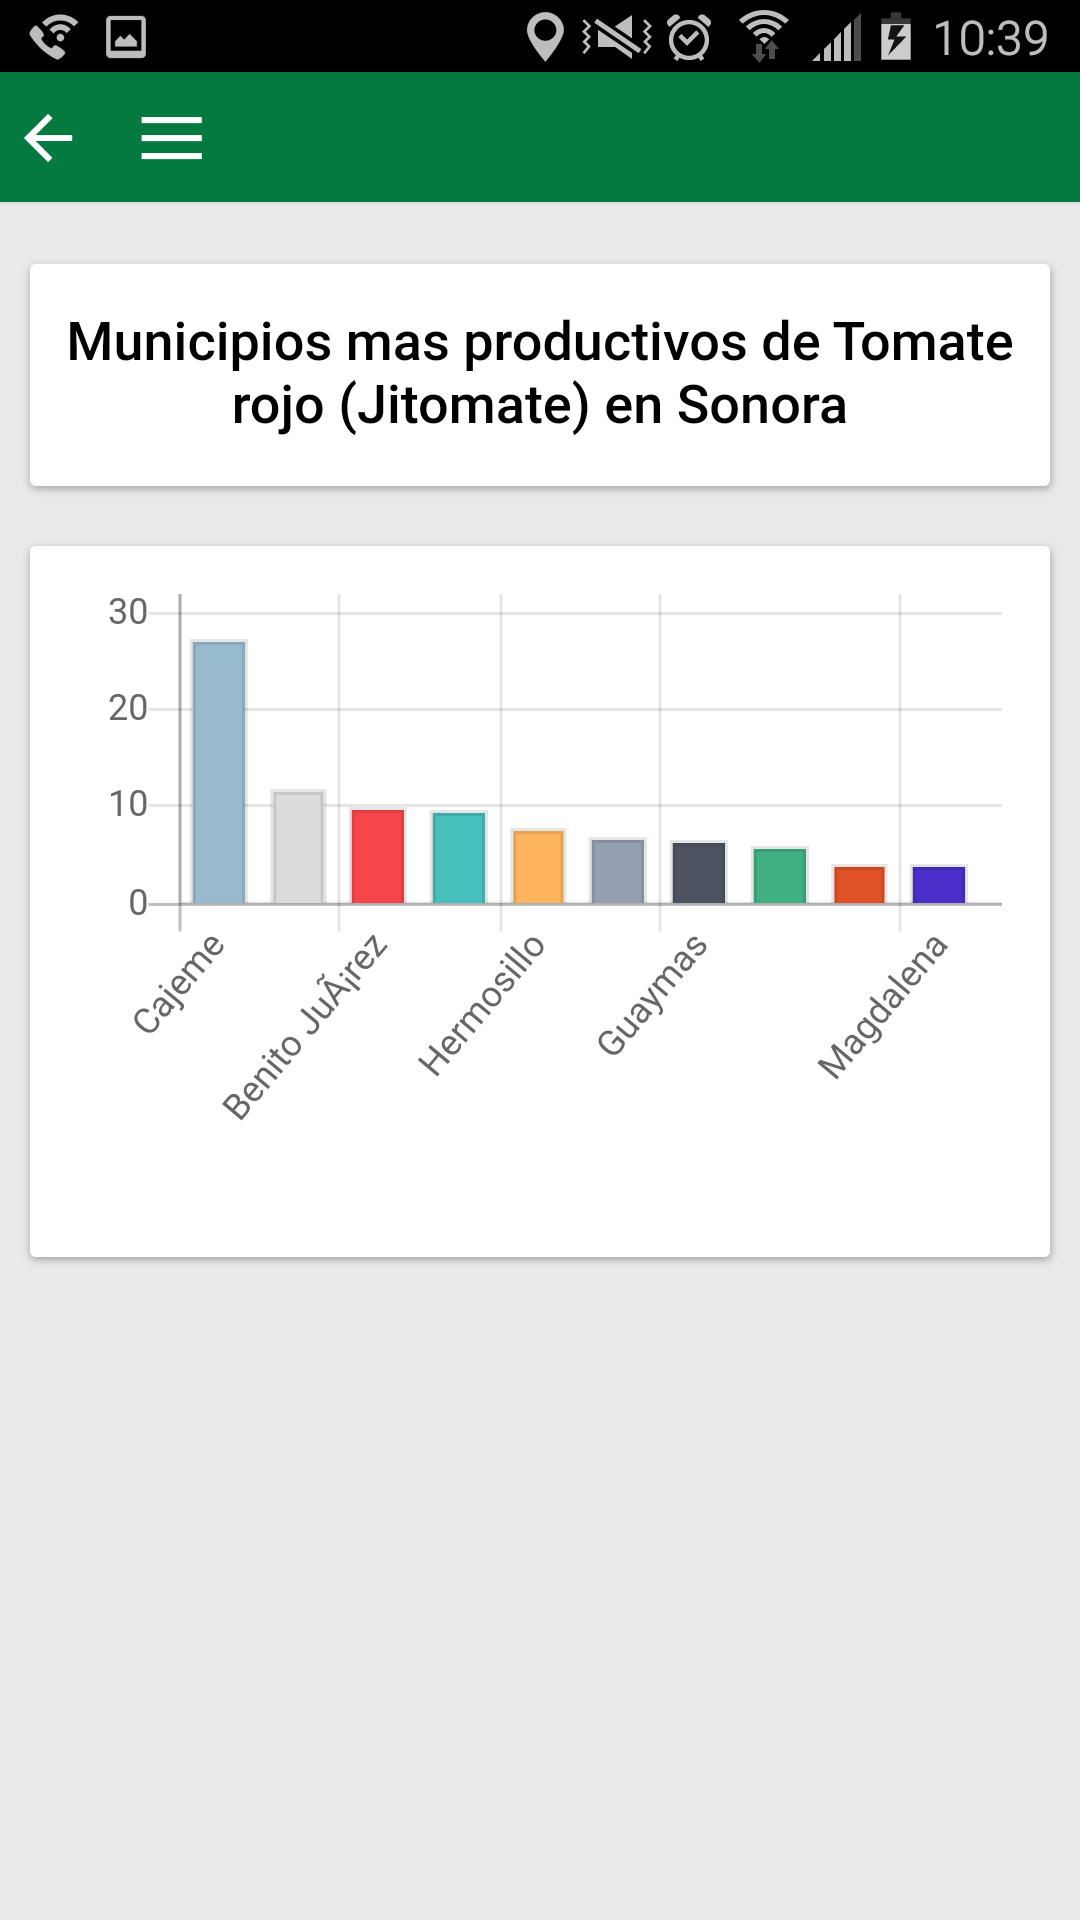 10:39
Municipios mas productivos de Tomate
rojo (Jitomate) en Sonora
30
20
10
0
Cajeme
Benito JuÃ¡rez
Hermosillo
Guaymas
Magdalena